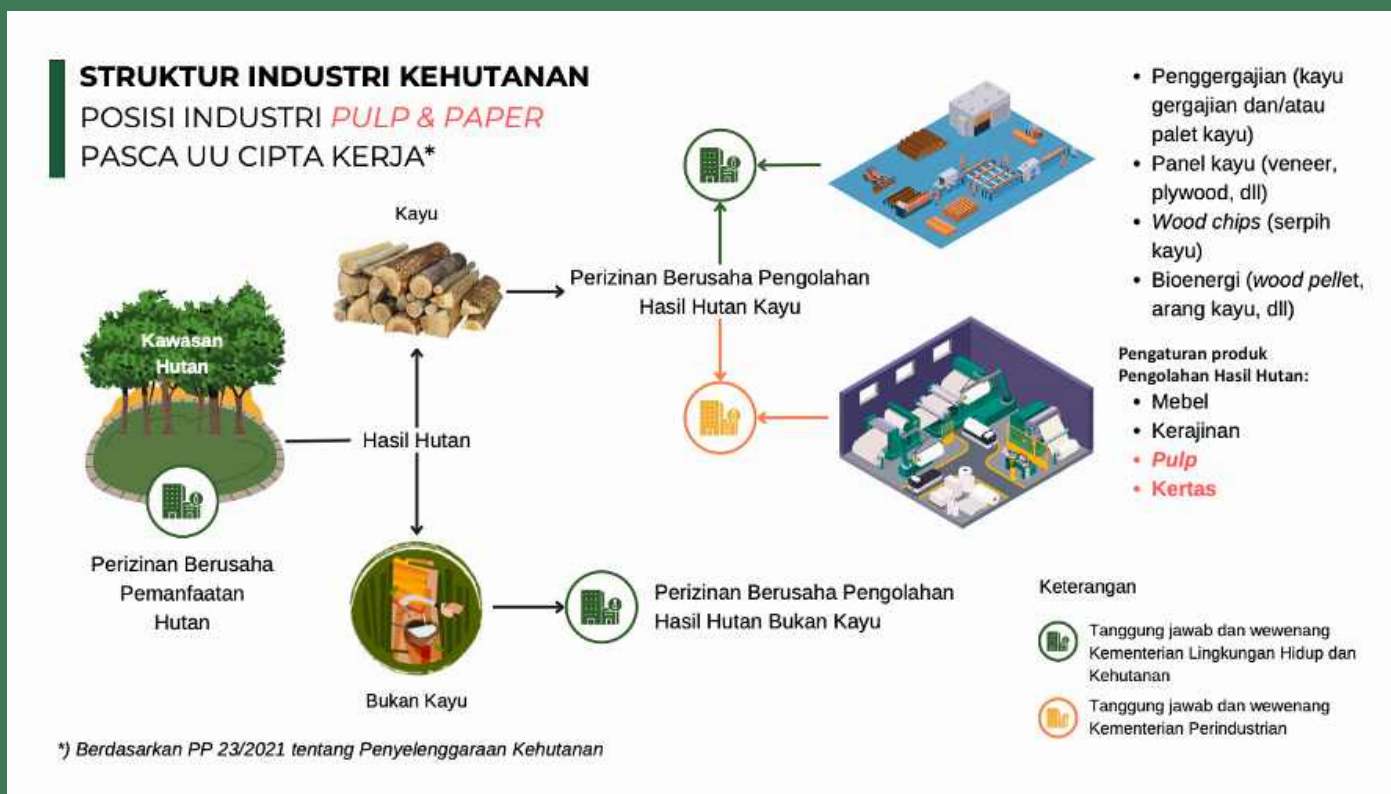 STRUKTUR INDUSTRI KEHUTANAN
POSISI INDUSTRI PULP & PAPER
PASCA UU CIPTA KERJA*
Kayu
Kawasan
Hutan
Hasil Hutan
Perizinan Berusaha
Pemanfaatan
Hutan
Bukan Kayu
Perizinan Berusaha Pengolahan
Hasil Hutan Kayu
Perizinan Berusaha Pengolahan
Hasil Hutan Bukan Kayu
• Penggergajian (kayu
gergajian dan/atau
palet kayu)
• Panel kayu (veneer,
plywood, dll)
• Wood chips (serpih
kayu)
• Bioenergi (wood pellet,
arang kayu, dll)
Pengaturan produk
Pengolahan Hasil Hutan:
• Mebel
• Kerajinan
• Pulp
• Kertas
Keterangan
Tanggung jawab dan wewenang
Kementerian Lingkungan Hidup dan
Kehutanan
Tanggung jawab dan wewenang
Kementerian Perindustrian
*) Berdasarkan PP 23/2021 tentang Penyelenggaraan Kehutanan